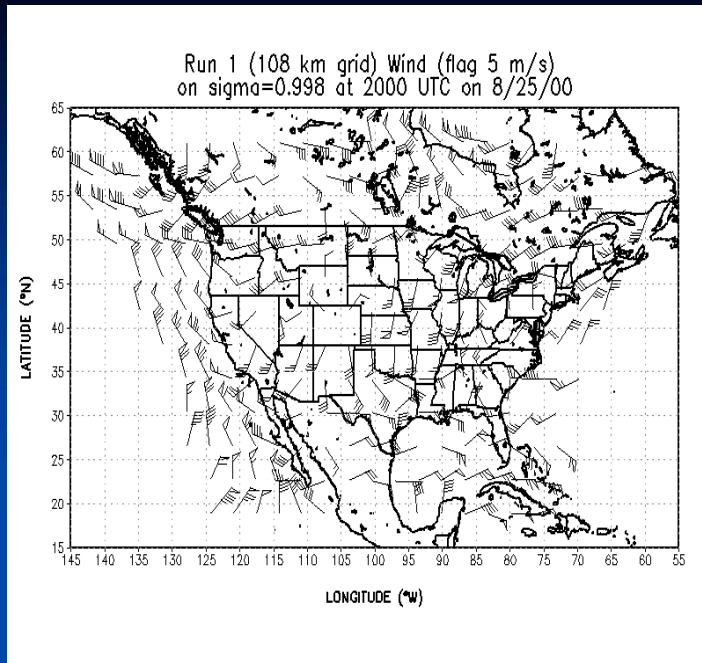 Run 1 (108 km grid) Wind (flag 5 m/s)
on sigma=0.998 at 2000 UTC on 8/25/00
65
60
55
50
45
40
35
30
25
20
15
LATITUDE (°N)
145 140 135 130 125 120 115 110 105 100 95 90 85 80 75 70 65 60 55
LONGITUDE (°W)